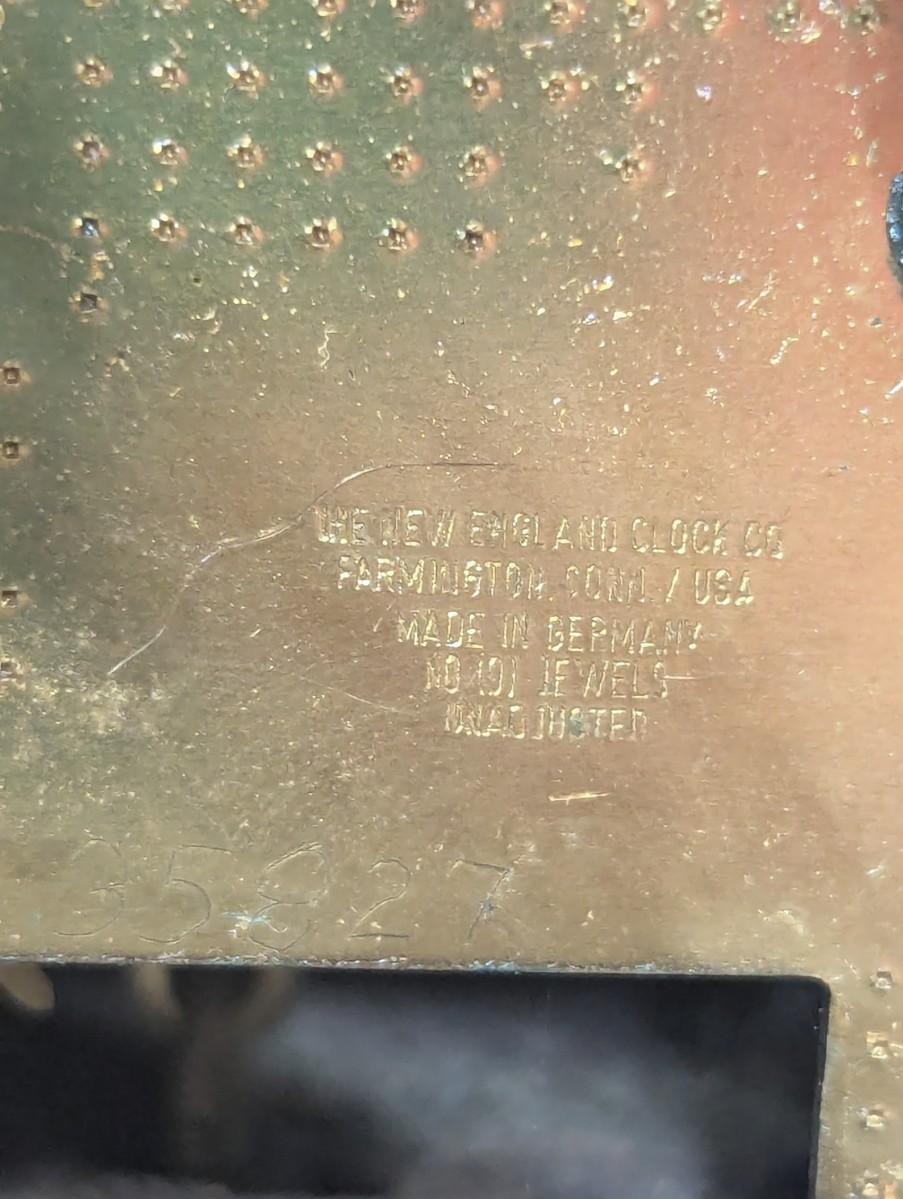 THE NEW ENGLAND CLOCK CO
FARMINGTON. CONN. / USA
MADE IN GERMANY
NO (0) JEWELS
UNADJUSTED
35827